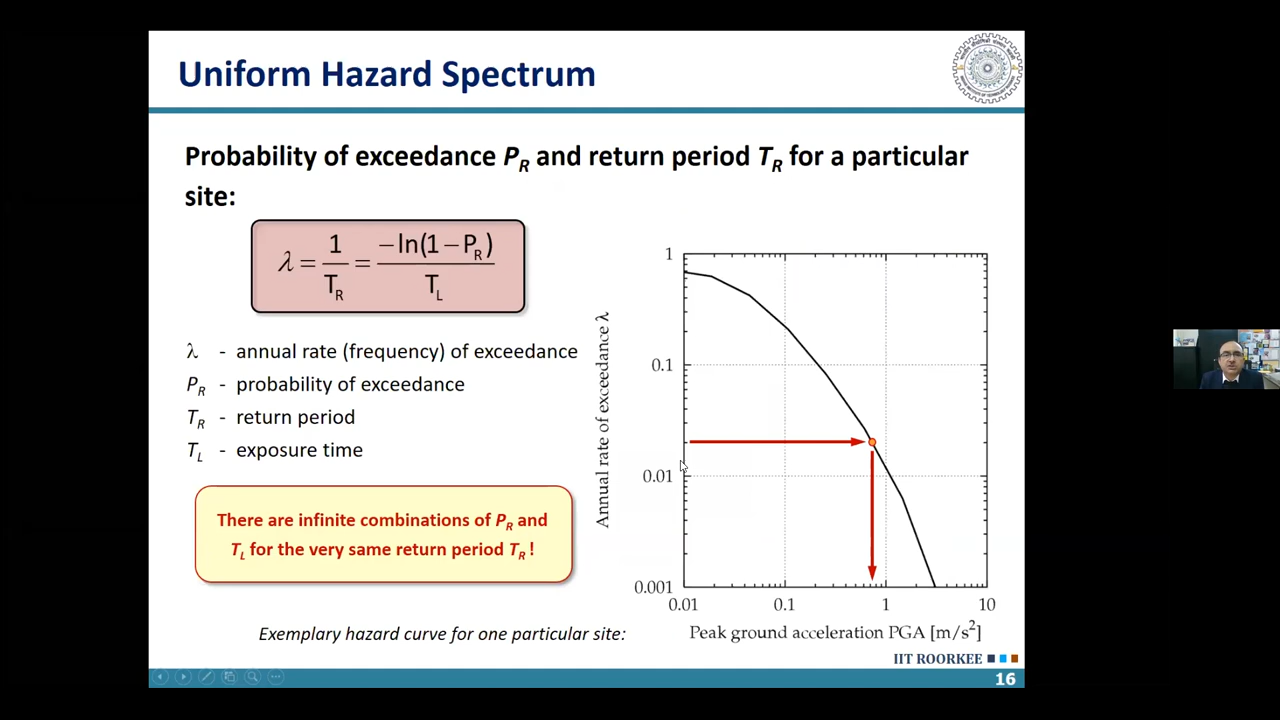 Uniform Hazard Spectrum
Probability of exceedance P_R and return period T_R for a particular
site:
λ = 1/T_R = −ln(1−P_R)/T_L
λ - annual rate (frequency) of exceedance
P_R - probability of exceedance
T_R - return period
T_L - exposure time
There are infinite combinations of P_R and
T_L for the very same return period T_R !
Exemplary hazard curve for one particular site:
Annual rate of exceedance λ
1
0.1
0.01
0.001
0.01 0.1 1 10
Peak ground acceleration PGA [m/s²]
IIT ROORKEE
16